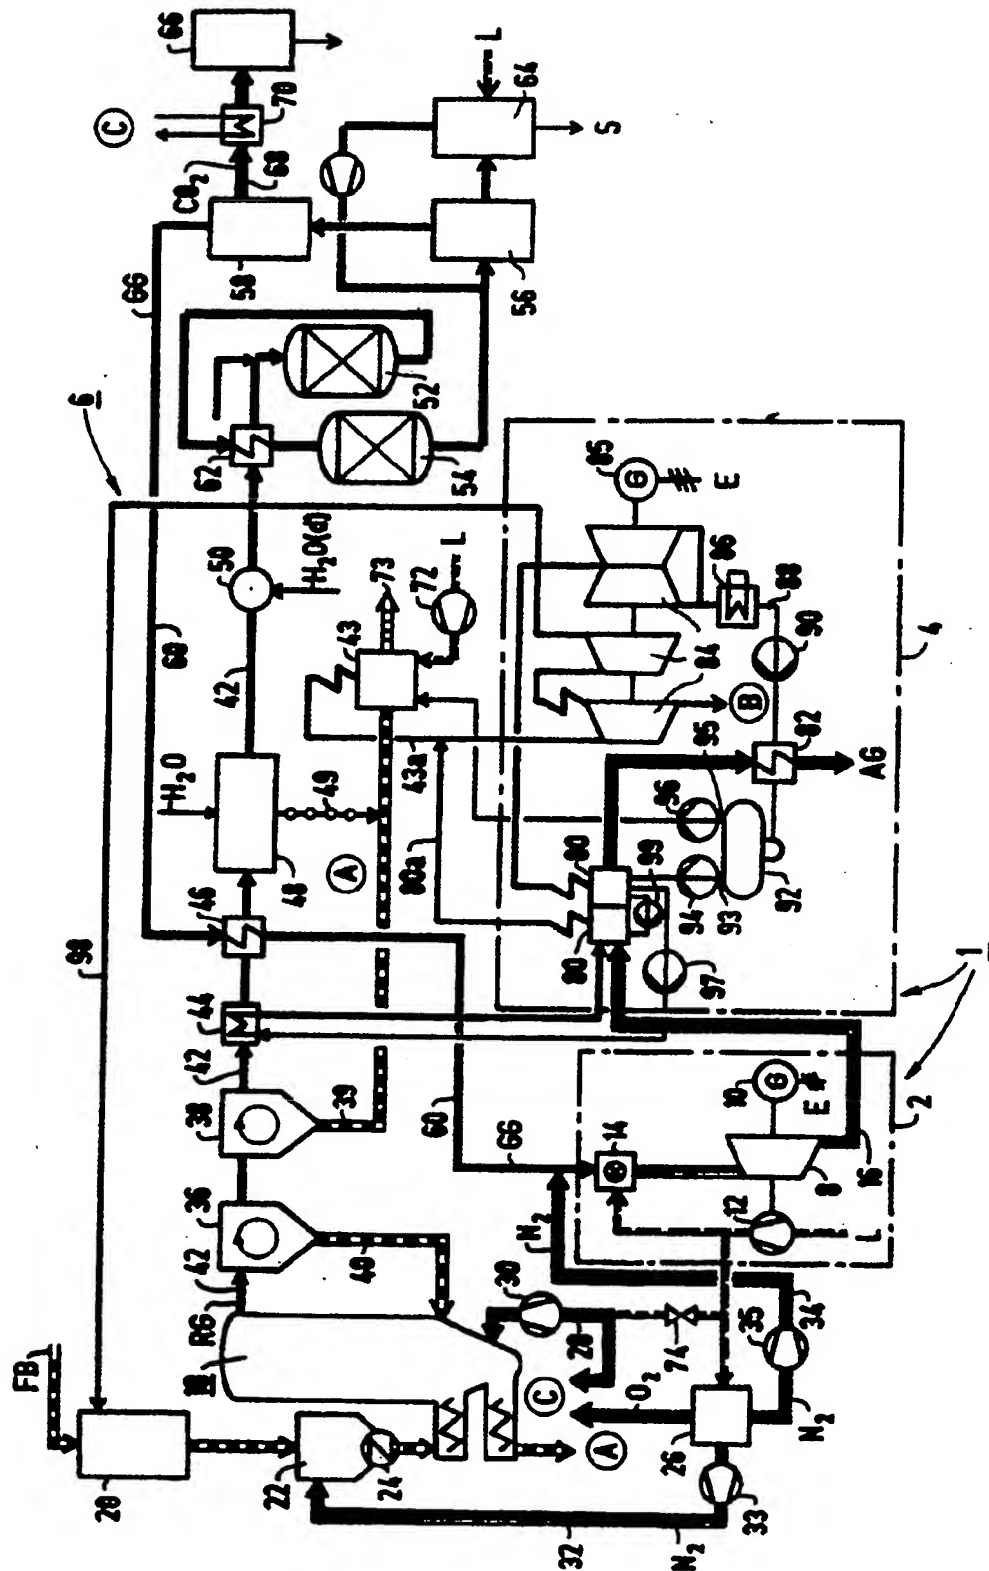 FB
98
6
20
GG
C
66
H₂O
60
CO₂
RG
42
36
38
42
44
46
42
50
62
58
68
70
18
22
48
H₂O(d)
49
A
40
39
43
73
24
C
52
54
56
L
64
S
80a
43a
72
L
60
30
28
N₂
GG
32
O₂
A
74
14
80
80
99
84
B
85
E
26
33
N₂
N₂
35
34
12
10
E
8
16
L
97
94
93
96
95
92
86
88
90
82
AG
2
4
1